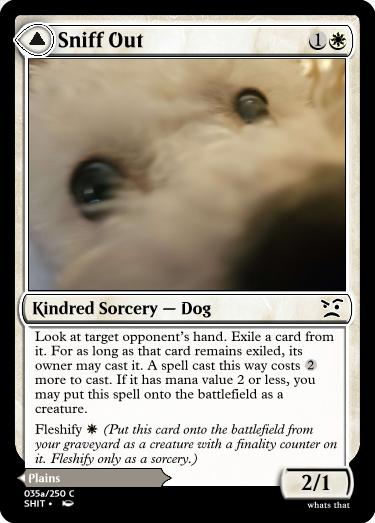 Sniff Out 1
Kindred Sorcery — Dog
Look at target opponent's hand. Exile a card from
it. For as long as that card remains exiled, its
owner may cast it. A spell cast this way costs 2
more to cast. If it has mana value 2 or less, you
may put this spell onto the battlefield as a
creature.
Fleshify (Put this card onto the battlefield from
your graveyard as a creature with a finality counter on
it. Fleshify only as a sorcery.)
Plains
2/1
035a/250 C
SHIT •
whats that